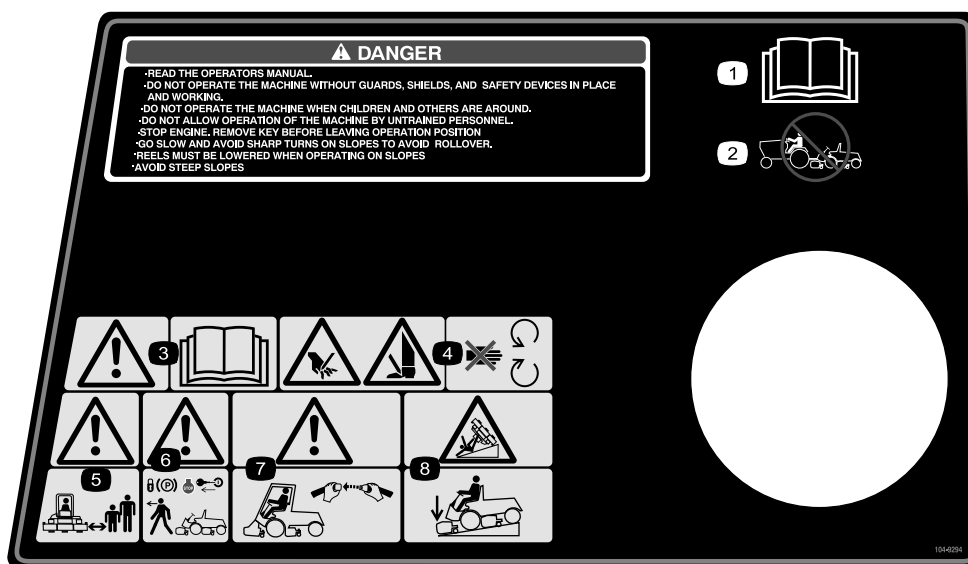 DANGER
·READ THE OPERATORS MANUAL.
·DO NOT OPERATE THE MACHINE WITHOUT GUARDS, SHIELDS, AND SAFETY DEVICES IN PLACE
AND WORKING.
·DO NOT OPERATE THE MACHINE WHEN CHILDREN AND OTHERS ARE AROUND.
·DO NOT ALLOW OPERATION OF THE MACHINE BY UNTRAINED PERSONNEL.
·STOP ENGINE. REMOVE KEY BEFORE LEAVING OPERATION POSITION
·GO SLOW AND AVOID SHARP TURNS ON SLOPES TO AVOID ROLLOVER.
·REELS MUST BE LOWERED WHEN OPERATING ON SLOPES
·AVOID STEEP SLOPES
1
2
3
4
5
6
7
8
(P)
STOP
104-9294